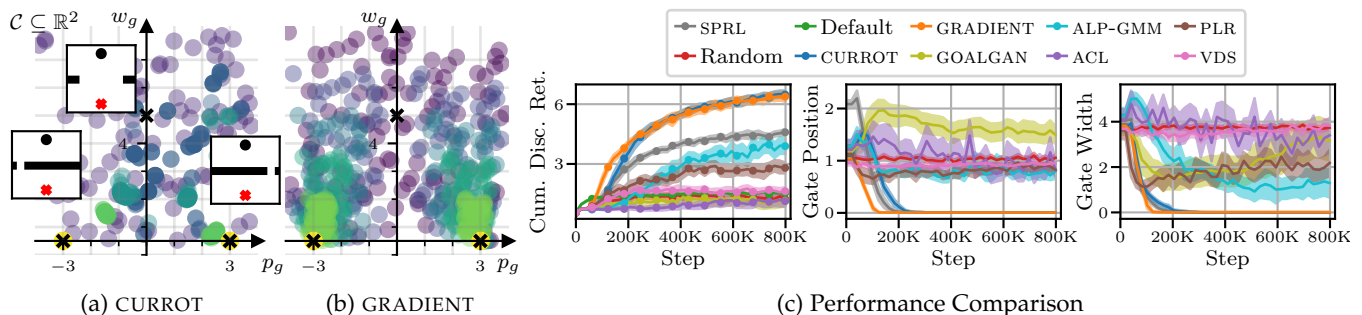 C ⊆ ℝ²
w_g
w_g
4
4
−3
3
p_g
−3
3
p_g
(a) CURROT
(b) GRADIENT
SPRL
Default
GRADIENT
ALP-GMM
PLR
Random
CURROT
GOALGAN
ACL
VDS
Cum. Disc. Ret.
6
3
0
200K
400K
600K
800K
Step
Gate Position
2
1
0
0
200K
400K
600K
800K
Step
Gate Width
4
2
0
0
200K
400K
600K
800K
Step
(c) Performance Comparison